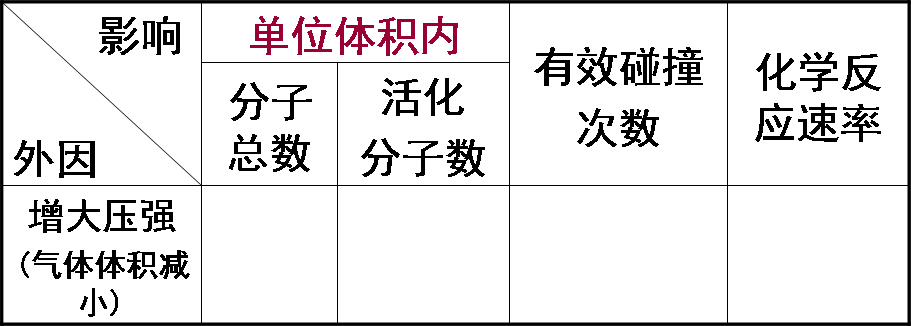 影响
外因
单位体积内
分子
总数
活化
分子数
有效碰撞
次数
化学反
应速率
增大压强
(气体体积减
小)